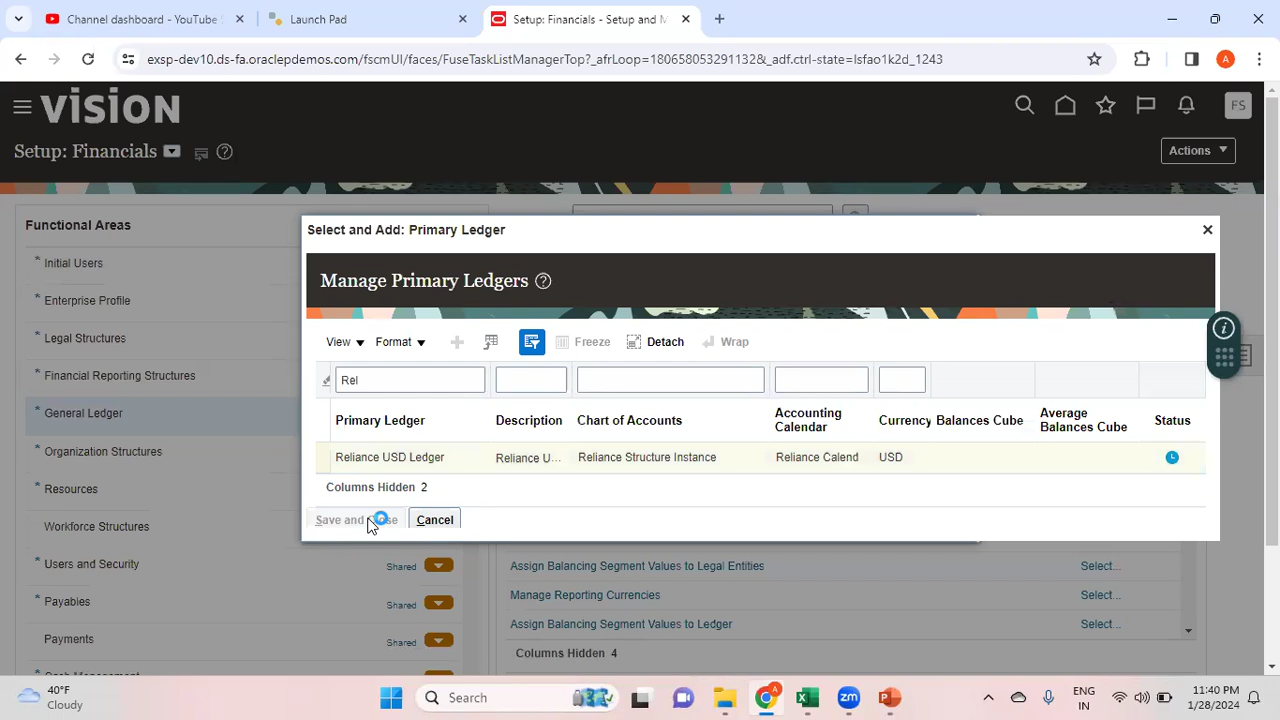 Channel dashboard - YouTube
Launch Pad
Setup: Financials - Setup and M
exsp-dev10.ds-fa.oraclepdemos.com/fscmUI/faces/FuseTaskListManagerTop?_afrLoop=1806580532911328&_adf.ctrl-state=lsfao1k2d_1243
A
vision
FS
Setup: Financials
Actions
Functional Areas
* Initial Users
* Enterprise Profile
* Legal Structures
* Financial Reporting Structures
* General Ledger
* Organization Structures
* Resources
Workforce Structures
* Users and Security
Shared
* Payables
Shared
Payments
Shared
Select and Add: Primary Ledger
Manage Primary Ledgers
View Format Freeze Detach Wrap
Rel
Primary Ledger Description Chart of Accounts Accounting Calendar Currency Balances Cube Average Balances Cube Status
Reliance USD Ledger Reliance U... Reliance Structure Instance Reliance Calend USD
Columns Hidden 2
Save and Close Cancel
Assign Balancing Segment Values to Legal Entities Select...
Manage Reporting Currencies Select...
Assign Balancing Segment Values to Ledger Select...
Columns Hidden 4
40°F
Cloudy
Search
ENG
IN
11:40 PM
1/28/2024